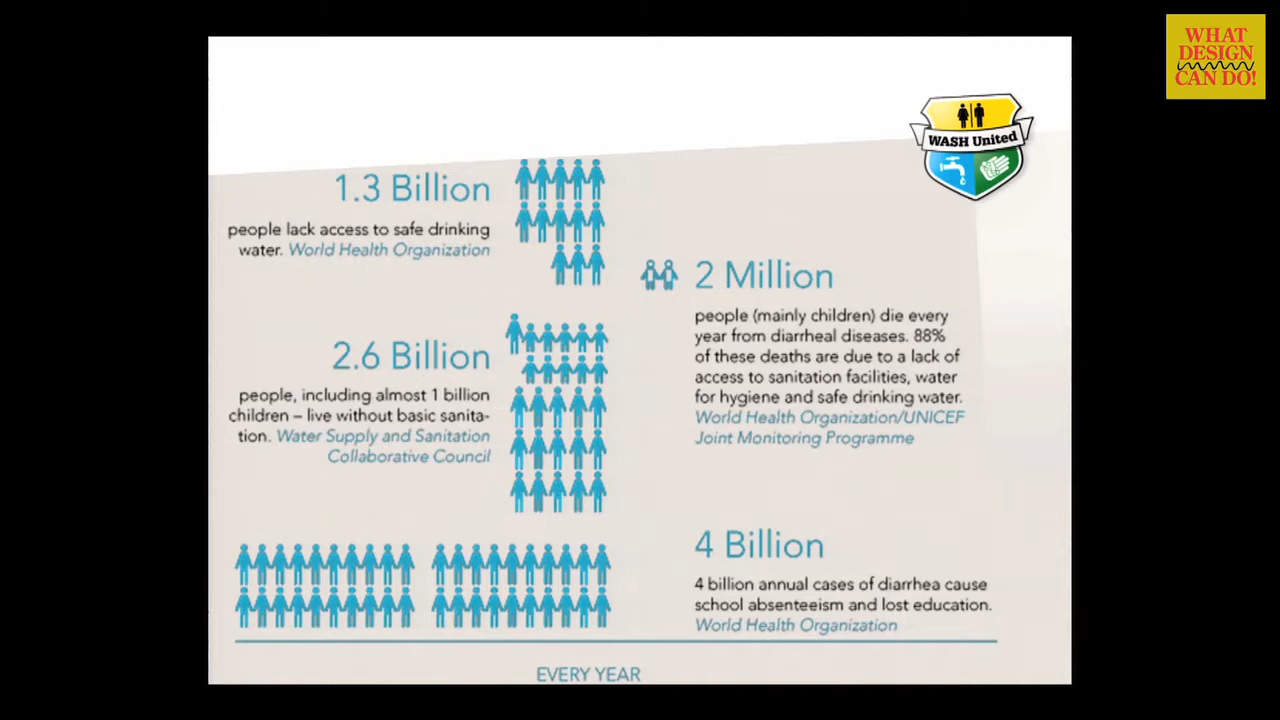 WHAT
DESIGN
CAN DO!
WASH United
1.3 Billion
people lack access to safe drinking
water. World Health Organization
2 Million
people (mainly children) die every
year from diarrheal diseases. 88%
of these deaths are due to a lack of
access to sanitation facilities, water
for hygiene and safe drinking water.
World Health Organization/UNICEF
Joint Monitoring Programme
2.6 Billion
people, including almost 1 billion
children – live without basic sanita-
tion. Water Supply and Sanitation
Collaborative Council
4 Billion
4 billion annual cases of diarrhea cause
school absenteeism and lost education.
World Health Organization
EVERY YEAR